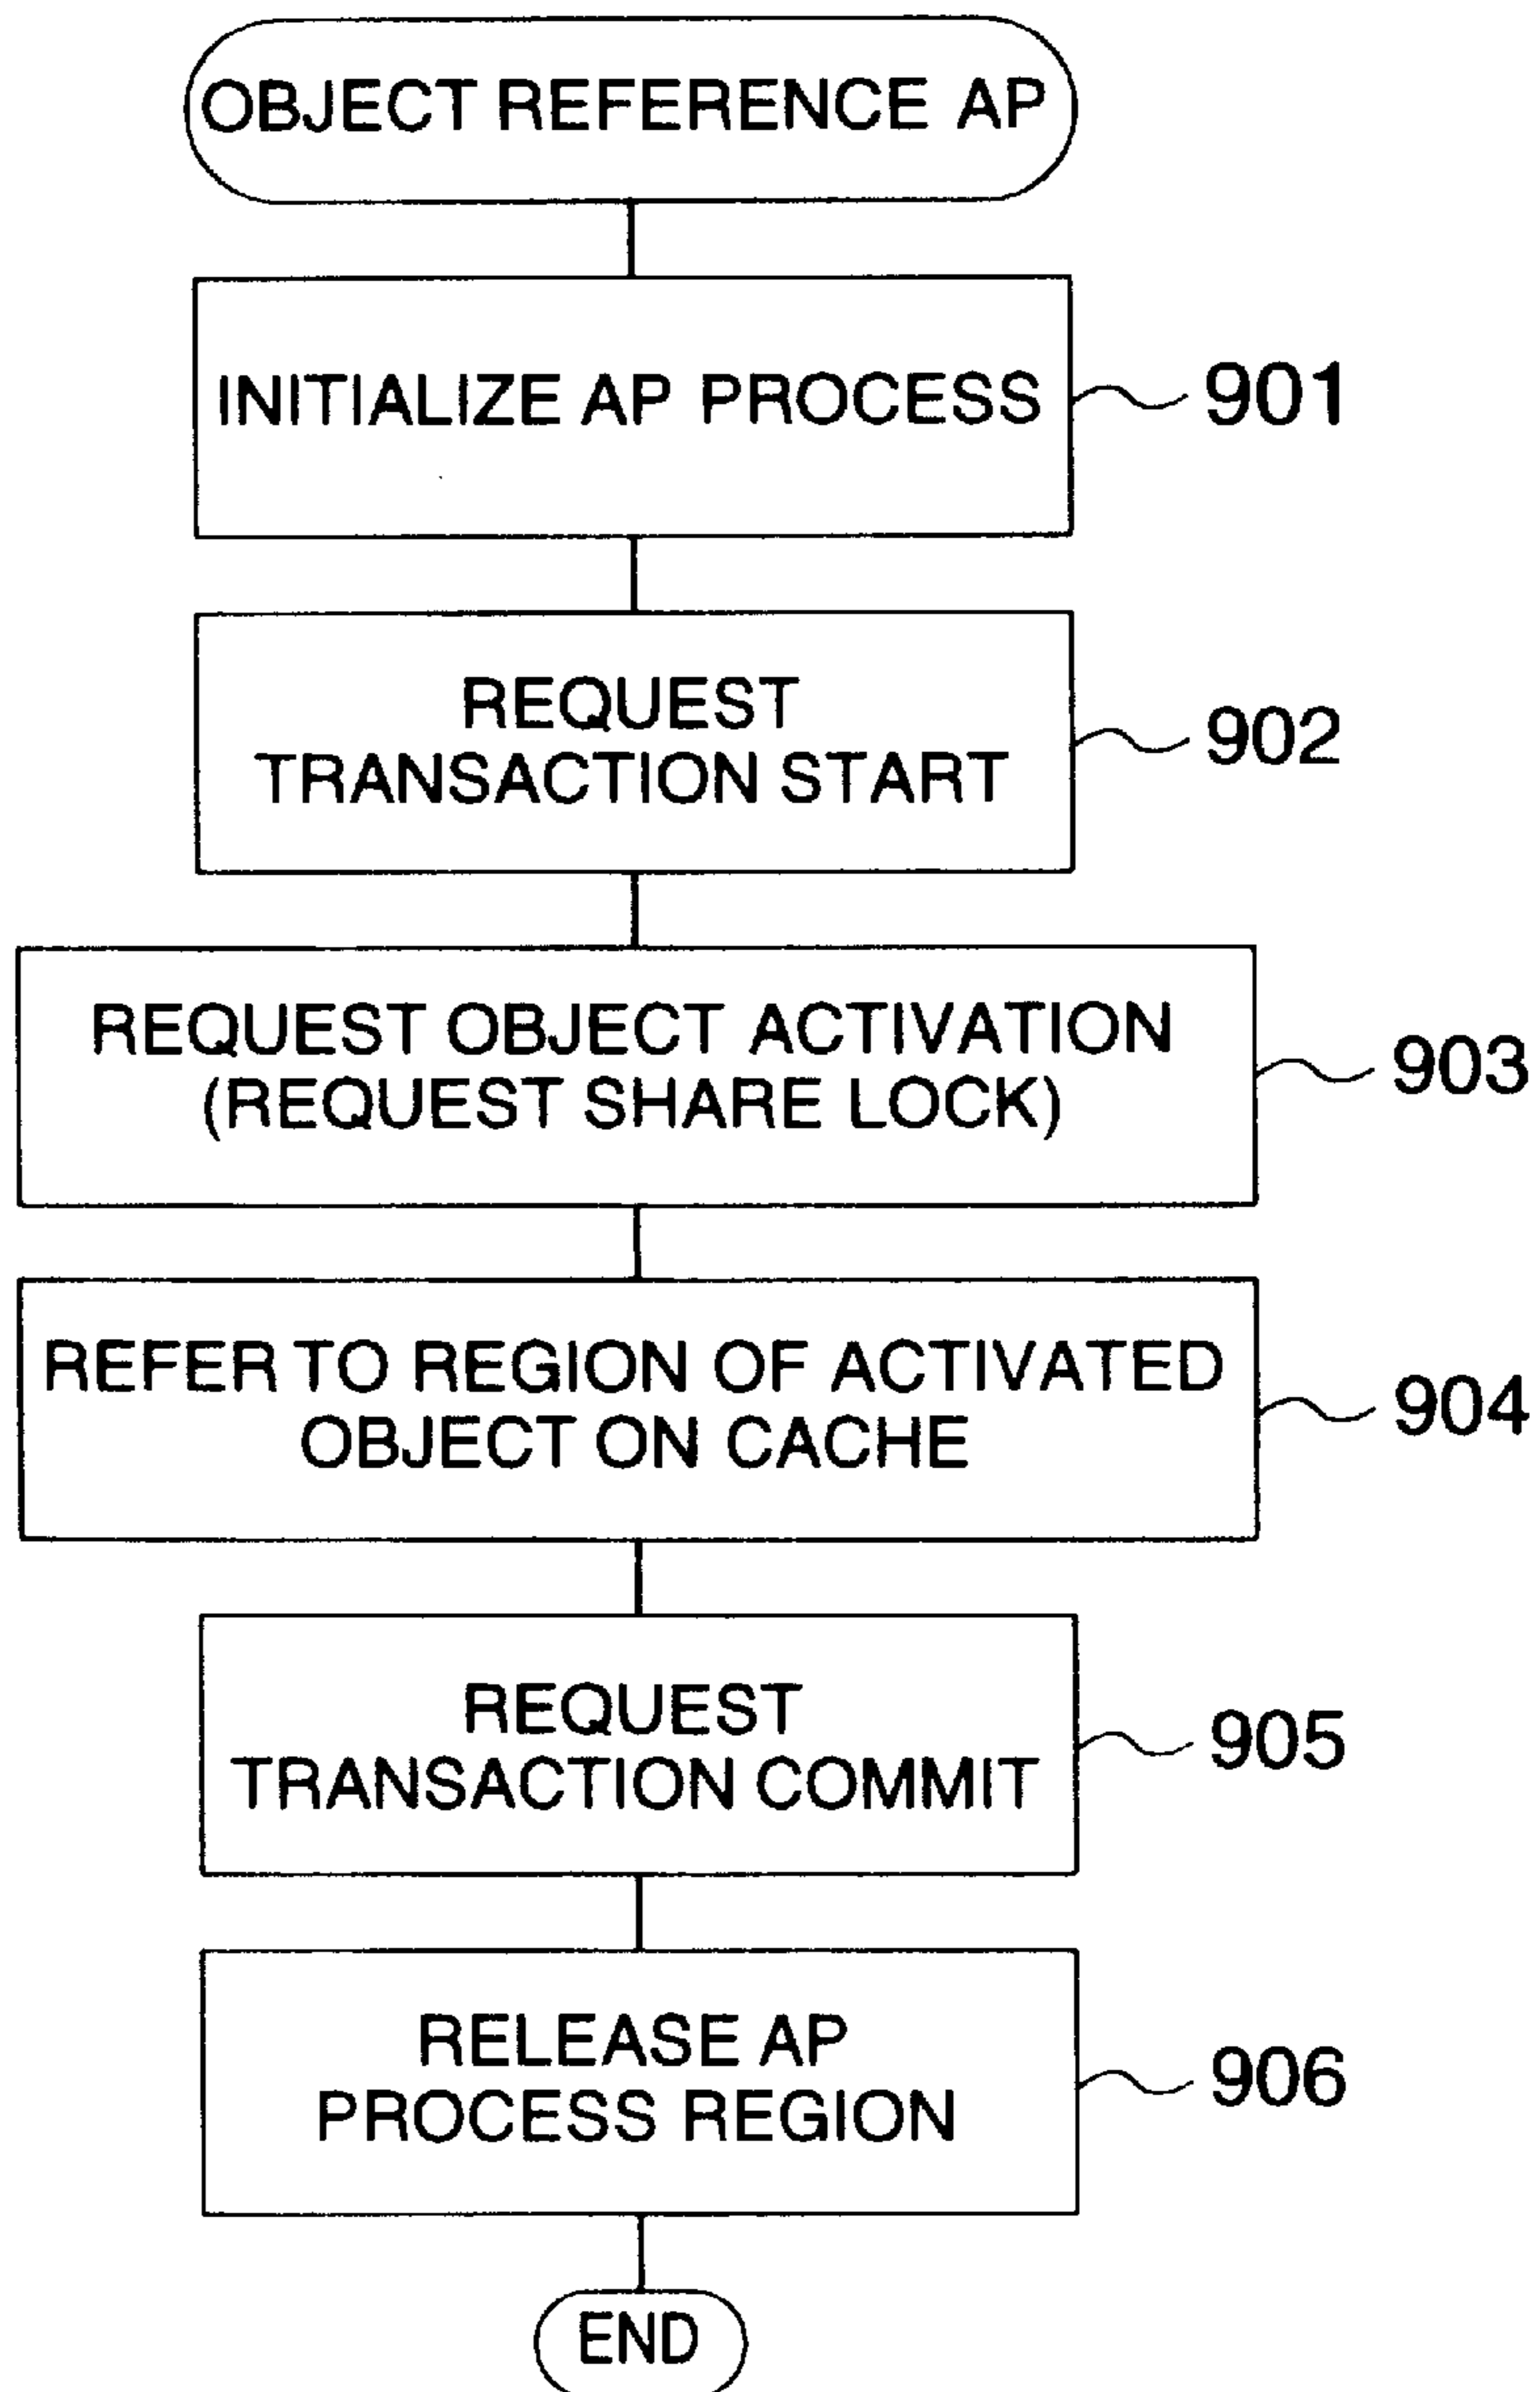 OBJECT REFERENCE AP
INITIALIZE AP PROCESS
901
REQUEST
TRANSACTION START
902
REQUEST OBJECT ACTIVATION
(REQUEST SHARE LOCK)
903
REFER TO REGION OF ACTIVATED
OBJECT ON CACHE
904
REQUEST
TRANSACTION COMMIT
905
RELEASE AP
PROCESS REGION
906
END